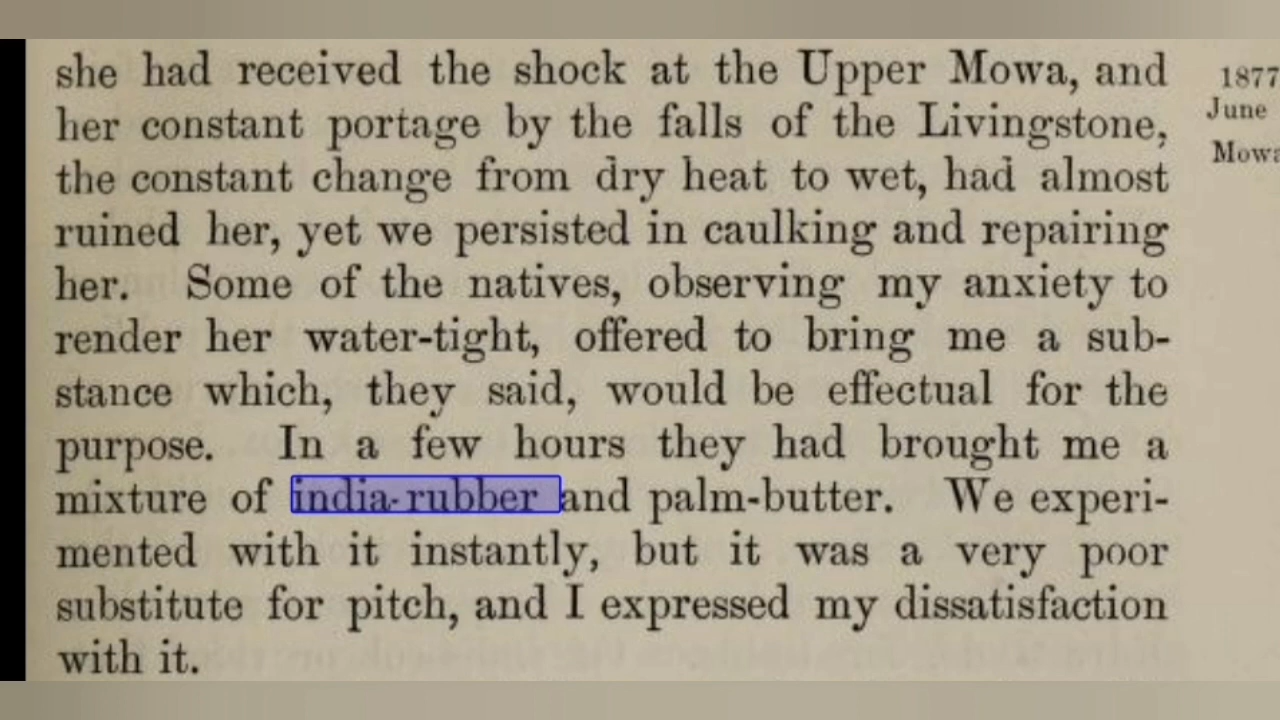 she had received the shock at the Upper Mowa, and
her constant portage by the falls of the Livingstone,
the constant change from dry heat to wet, had almost
ruined her, yet we persisted in caulking and repairing
her. Some of the natives, observing my anxiety to
render her water-tight, offered to bring me a sub-
stance which, they said, would be effectual for the
purpose. In a few hours they had brought me a
mixture of india-rubber and palm-butter. We experi-
mented with it instantly, but it was a very poor
substitute for pitch, and I expressed my dissatisfaction
with it.
1877
June
Mowa